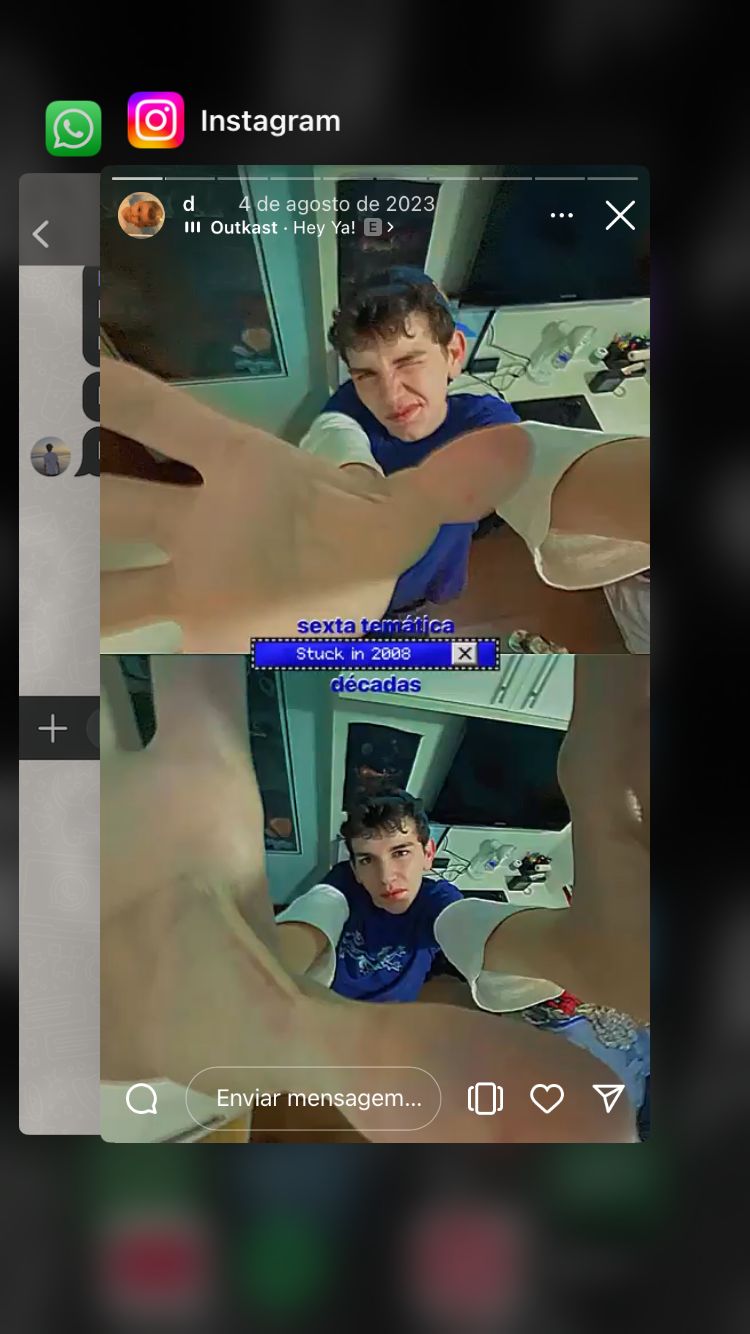 Instagram
d 4 de agosto de 2023
Outkast · Hey Ya! E >
sexta temática
Stuck in 2008
décadas
Enviar mensagem...